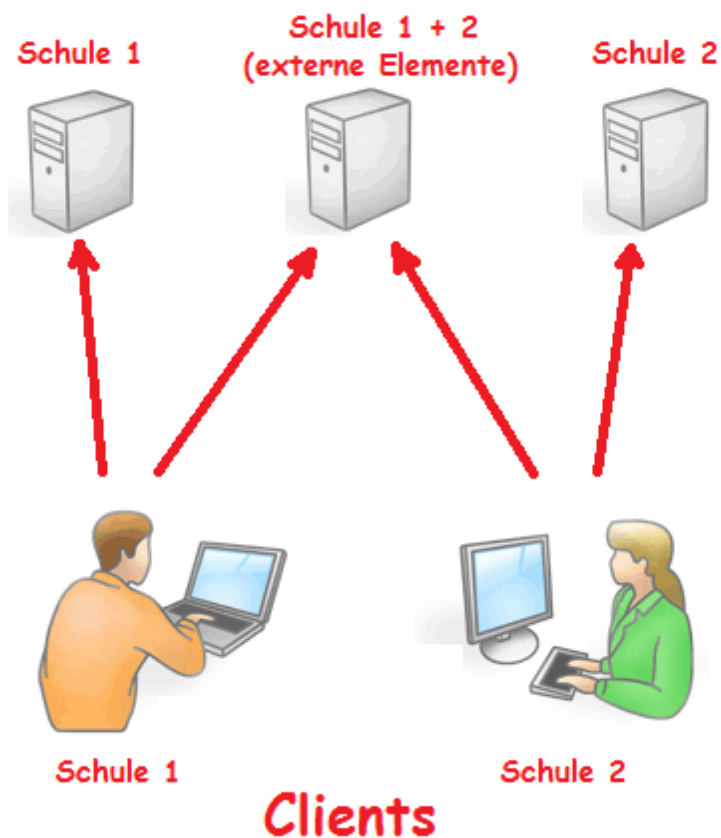 Schule 1
Schule 1 + 2
(externe Elemente)
Schule 2
Schule 1
Schule 2
Clients